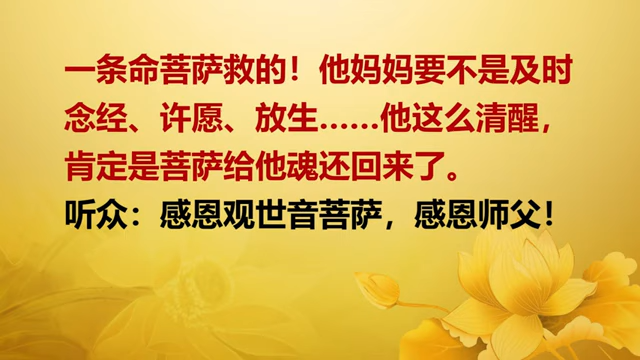 一条命菩萨救的！他妈妈要不是及时
念经、许愿、放生......他这么清醒，
肯定是菩萨给他魂还回来了。
听众：感恩观世音菩萨，感恩师父！